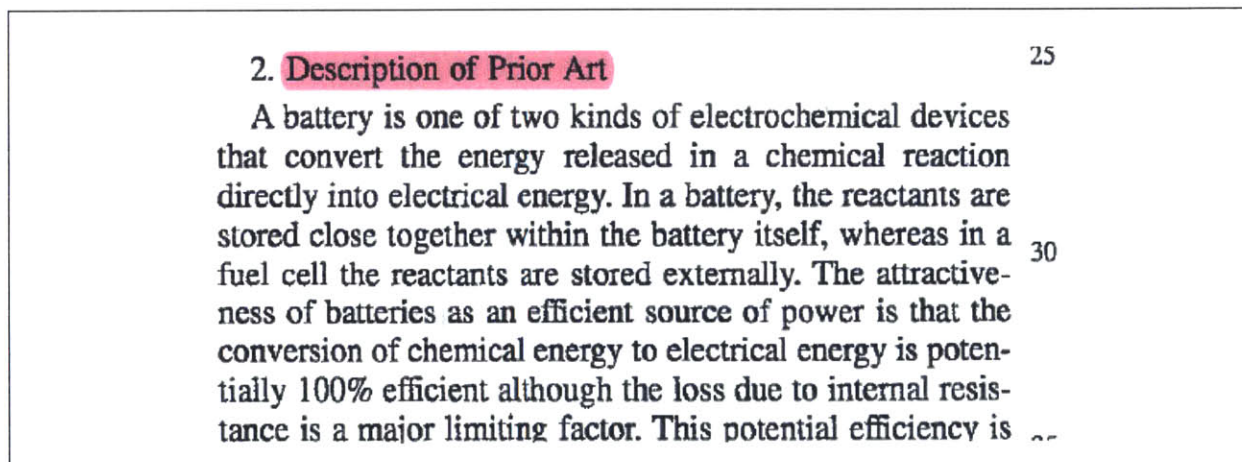 2. Description of Prior Art 25
A battery is one of two kinds of electrochemical devices
that convert the energy released in a chemical reaction
directly into electrical energy. In a battery, the reactants are
stored close together within the battery itself, whereas in a 30
fuel cell the reactants are stored externally. The attractive-
ness of batteries as an efficient source of power is that the
conversion of chemical energy to electrical energy is poten-
tially 100% efficient although the loss due to internal resis-
tance is a major limiting factor. This potential efficiency is